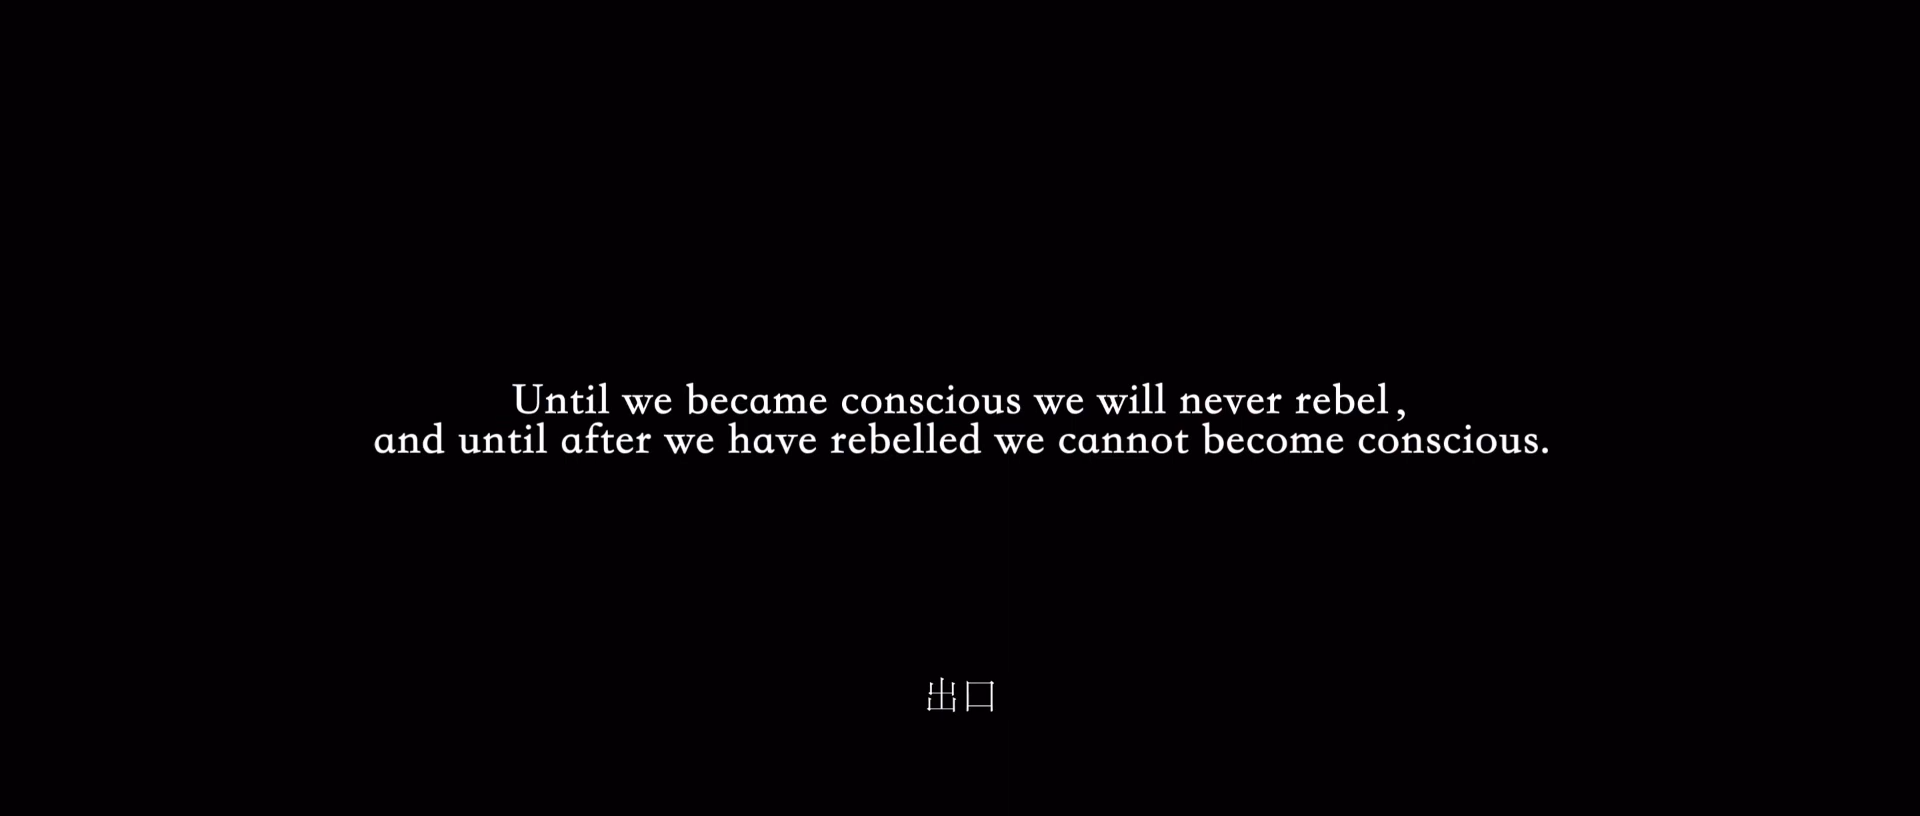 Until we became conscious we will never rebel,
and until after we have rebelled we cannot become conscious.
出口